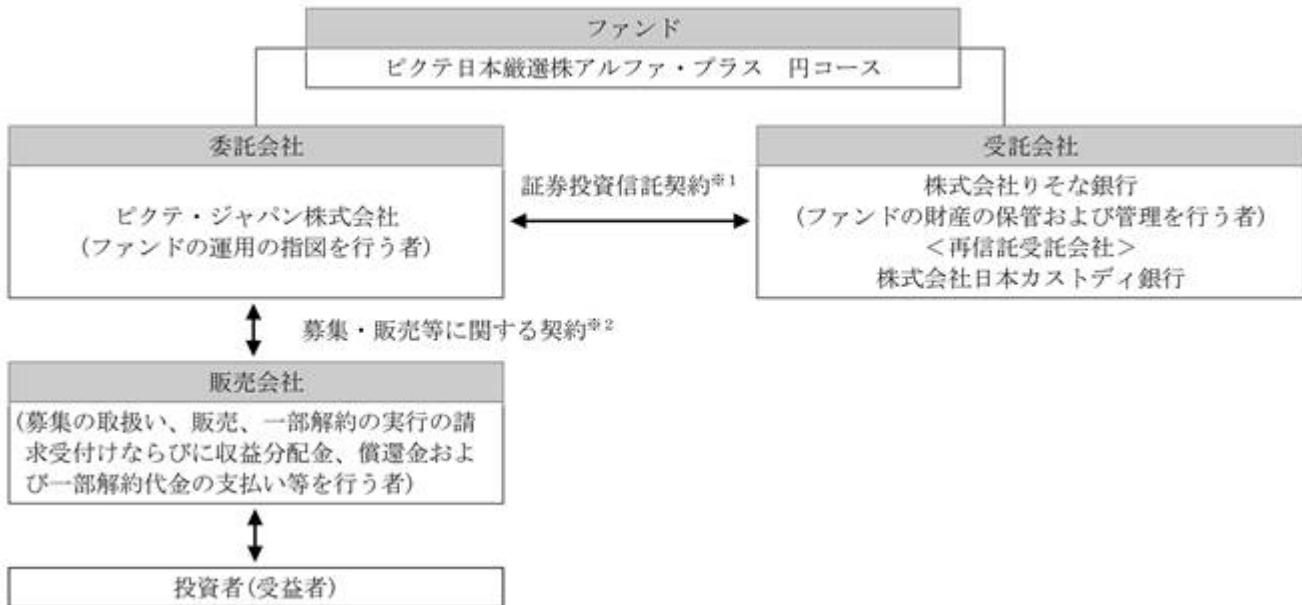 ファンド
ピクテ日本厳選株アルファ・プラス　円コース
委託会社
ピクテ・ジャパン株式会社
(ファンドの運用の指図を行う者)
証券投資信託契約※1
受託会社
株式会社りそな銀行
(ファンドの財産の保管および管理を行う者)
＜再信託受託会社＞
株式会社日本カストディ銀行
募集・販売等に関する契約※2
販売会社
(募集の取扱い、販売、一部解約の実行の請
求受付けならびに収益分配金、償還金およ
び一部解約代金の支払い等を行う者)
投資者(受益者)